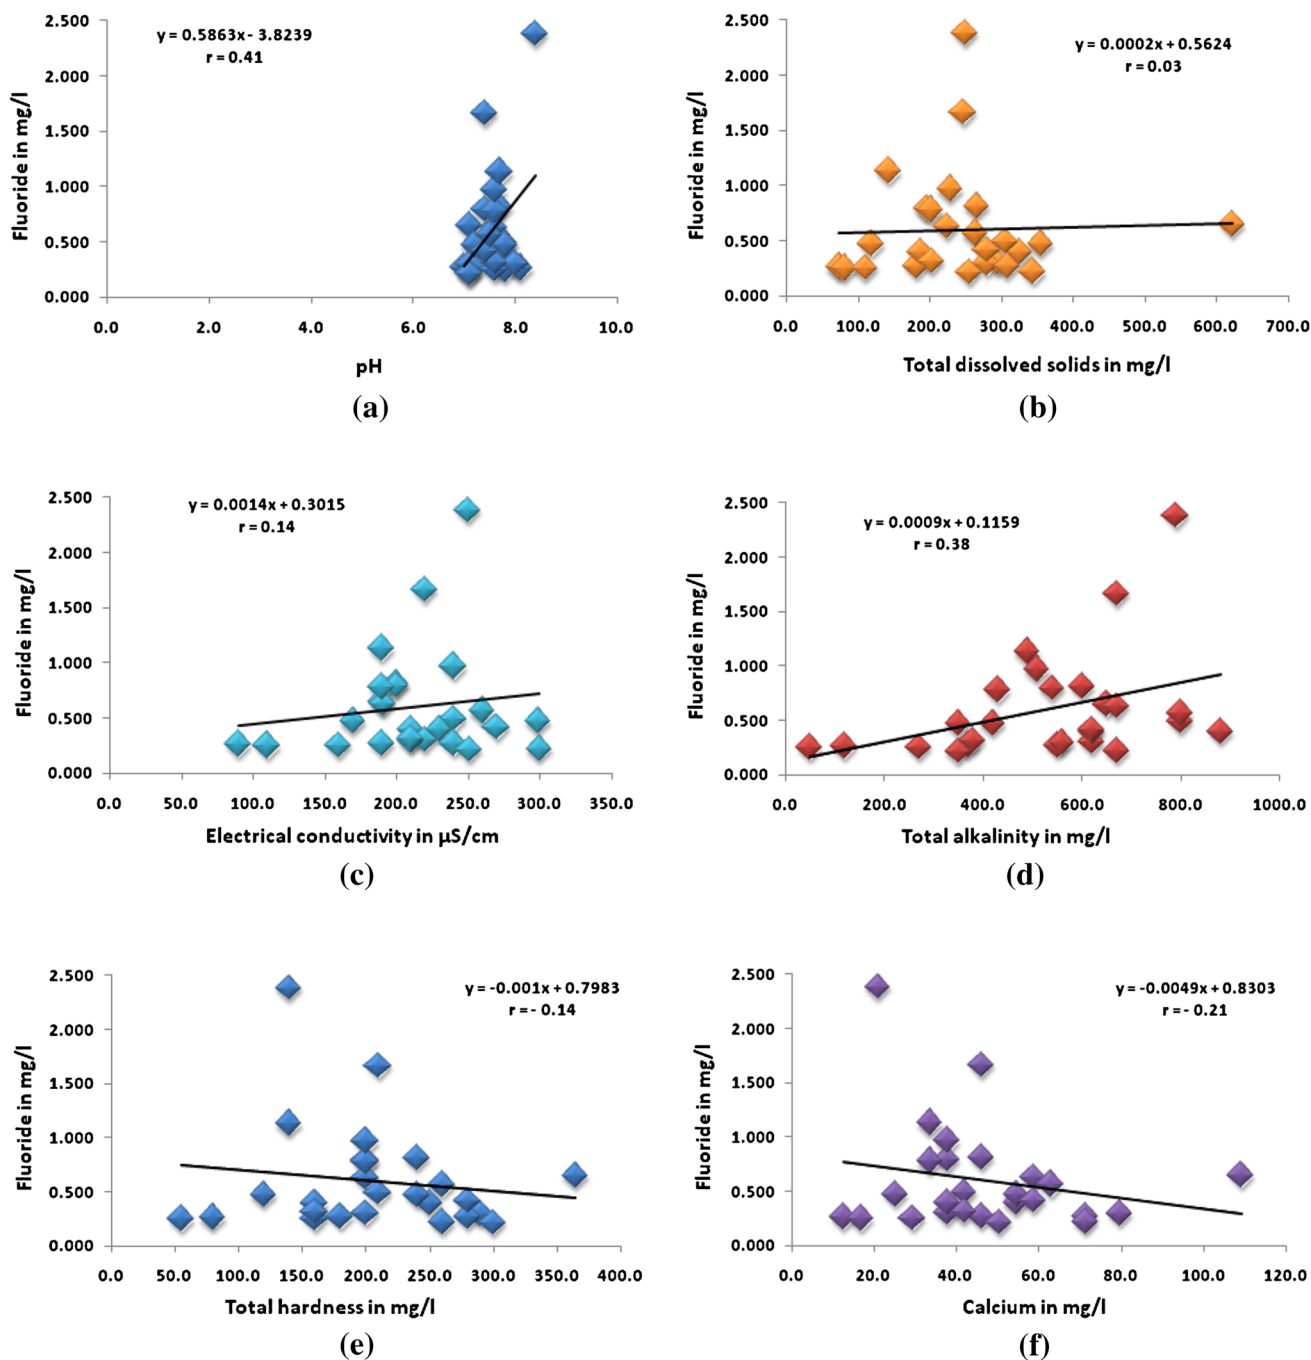 2.500
2.000
1.500
1.000
0.500
0.000
Fluoride in mg/l
y = 0.5863x - 3.8239
r = 0.41
0.0 2.0 4.0 6.0 8.0 10.0
pH
(a)
2.500
2.000
1.500
1.000
0.500
0.000
Fluoride in mg/l
y = 0.0002x + 0.5624
r = 0.03
0.0 100.0 200.0 300.0 400.0 500.0 600.0 700.0
Total dissolved solids in mg/l
(b)
2.500
2.000
1.500
1.000
0.500
0.000
Fluoride in mg/l
y = 0.0014x + 0.3015
r = 0.14
0.0 50.0 100.0 150.0 200.0 250.0 300.0 350.0
Electrical conductivity in µS/cm
(c)
2.500
2.000
1.500
1.000
0.500
0.000
Fluoride in mg/l
y = 0.0009x + 0.1159
r = 0.38
0.0 200.0 400.0 600.0 800.0 1000.0
Total alkalinity in mg/l
(d)
2.500
2.000
1.500
1.000
0.500
0.000
Fluoride in mg/l
y = -0.001x + 0.7983
r = - 0.14
0.0 50.0 100.0 150.0 200.0 250.0 300.0 350.0 400.0
Total hardness in mg/l
(e)
2.500
2.000
1.500
1.000
0.500
0.000
Fluoride in mg/l
y = -0.0049x + 0.8303
r = - 0.21
0.0 20.0 40.0 60.0 80.0 100.0 120.0
Calcium in mg/l
(f)